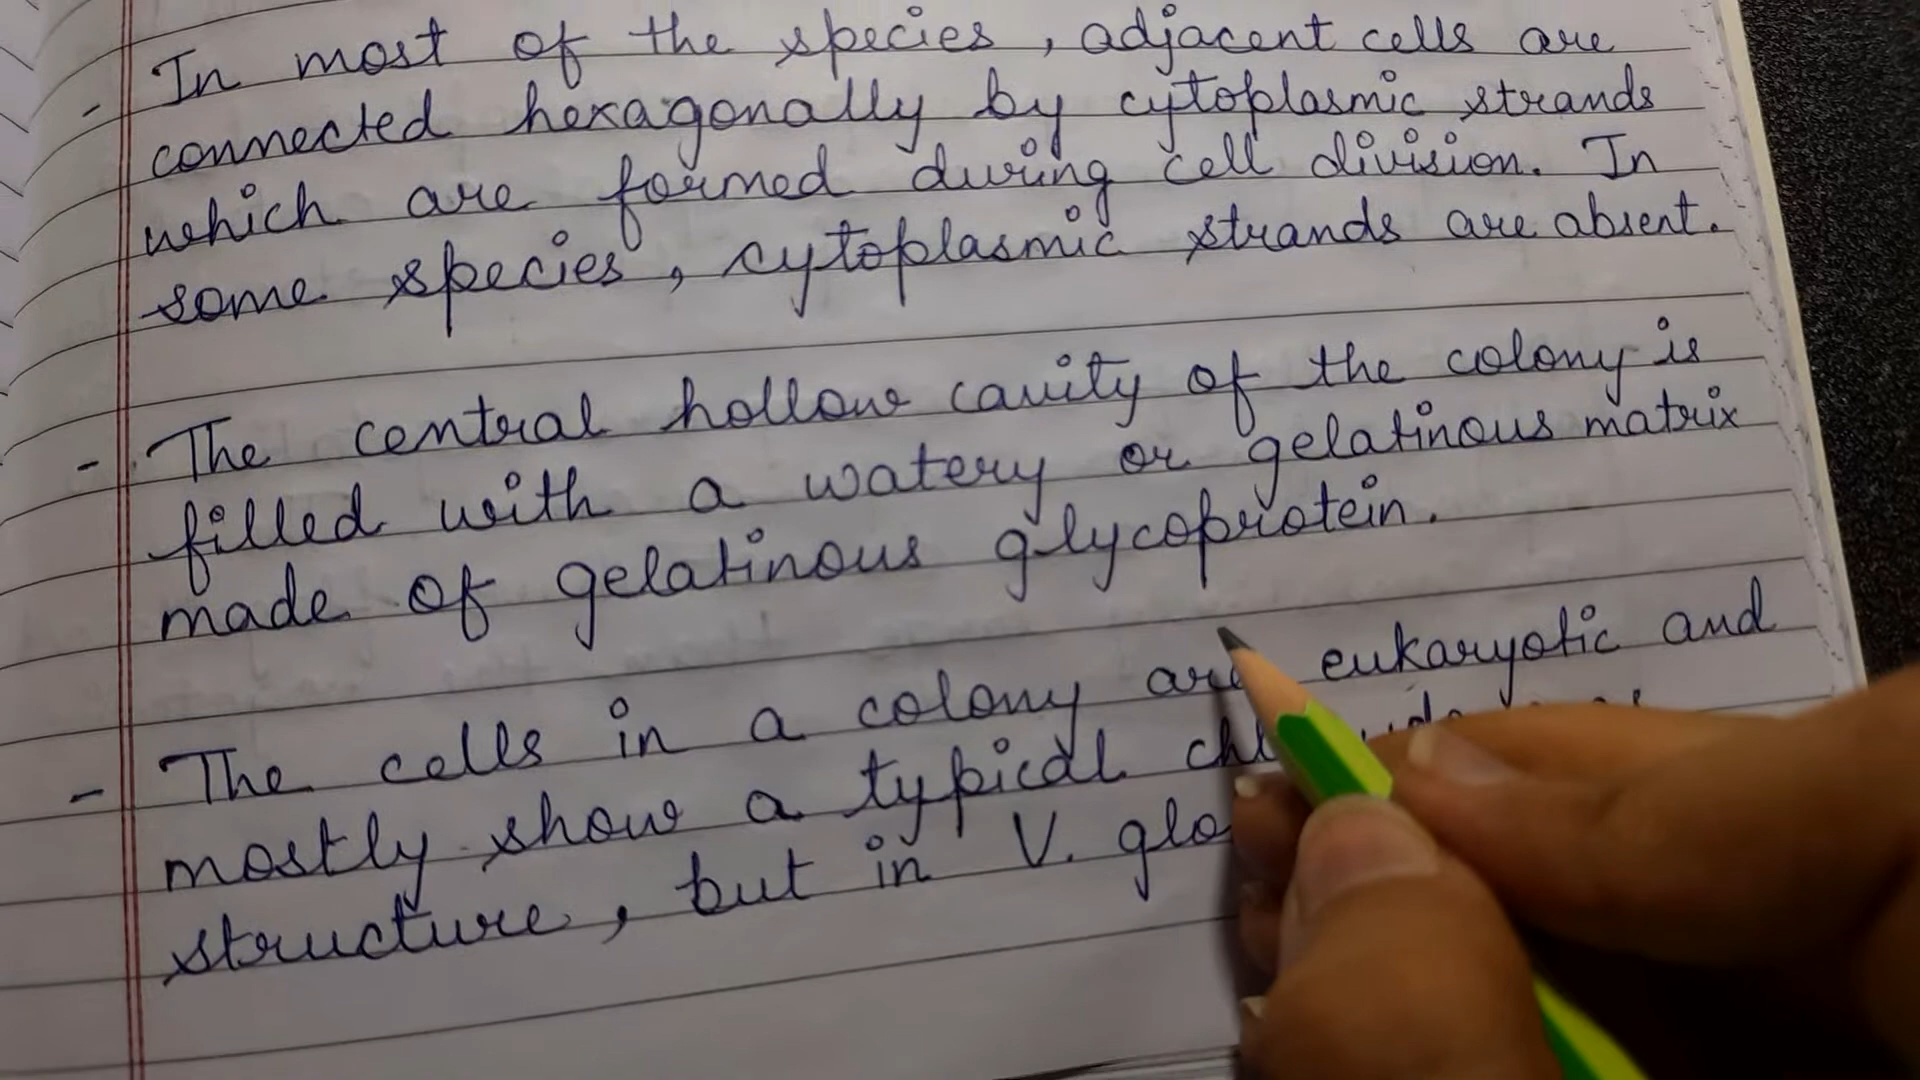 - In most of the species, adjacent cells are
connected hexagonally by cytoplasmic strands
which are formed during cell division. In
some species, cytoplasmic strands are absent.
- The central hollow cavity of the colony is
filled with a watery or gelatinous matrix
made of gelatinous glycoprotein.
- The cells in a colony are eukaryotic and
mostly show a typical
structure, but in V.